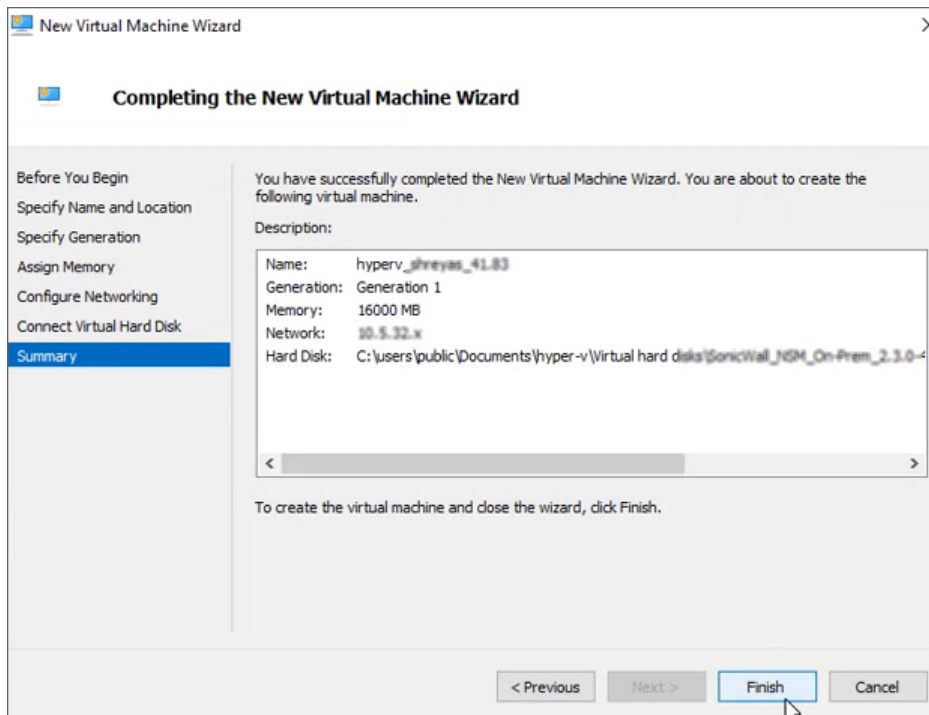 New Virtual Machine Wizard
Completing the New Virtual Machine Wizard
Before You Begin
Specify Name and Location
Specify Generation
Assign Memory
Configure Networking
Connect Virtual Hard Disk
Summary
You have successfully completed the New Virtual Machine Wizard. You are about to create the
following virtual machine.
Description:
Name: hyperv_
Generation: Generation 1
Memory: 16000 MB
Network:
Hard Disk: C:\users\public\Documents\hyper-v\Virtual hard
To create the virtual machine and close the wizard, click Finish.
< Previous
Next >
Finish
Cancel